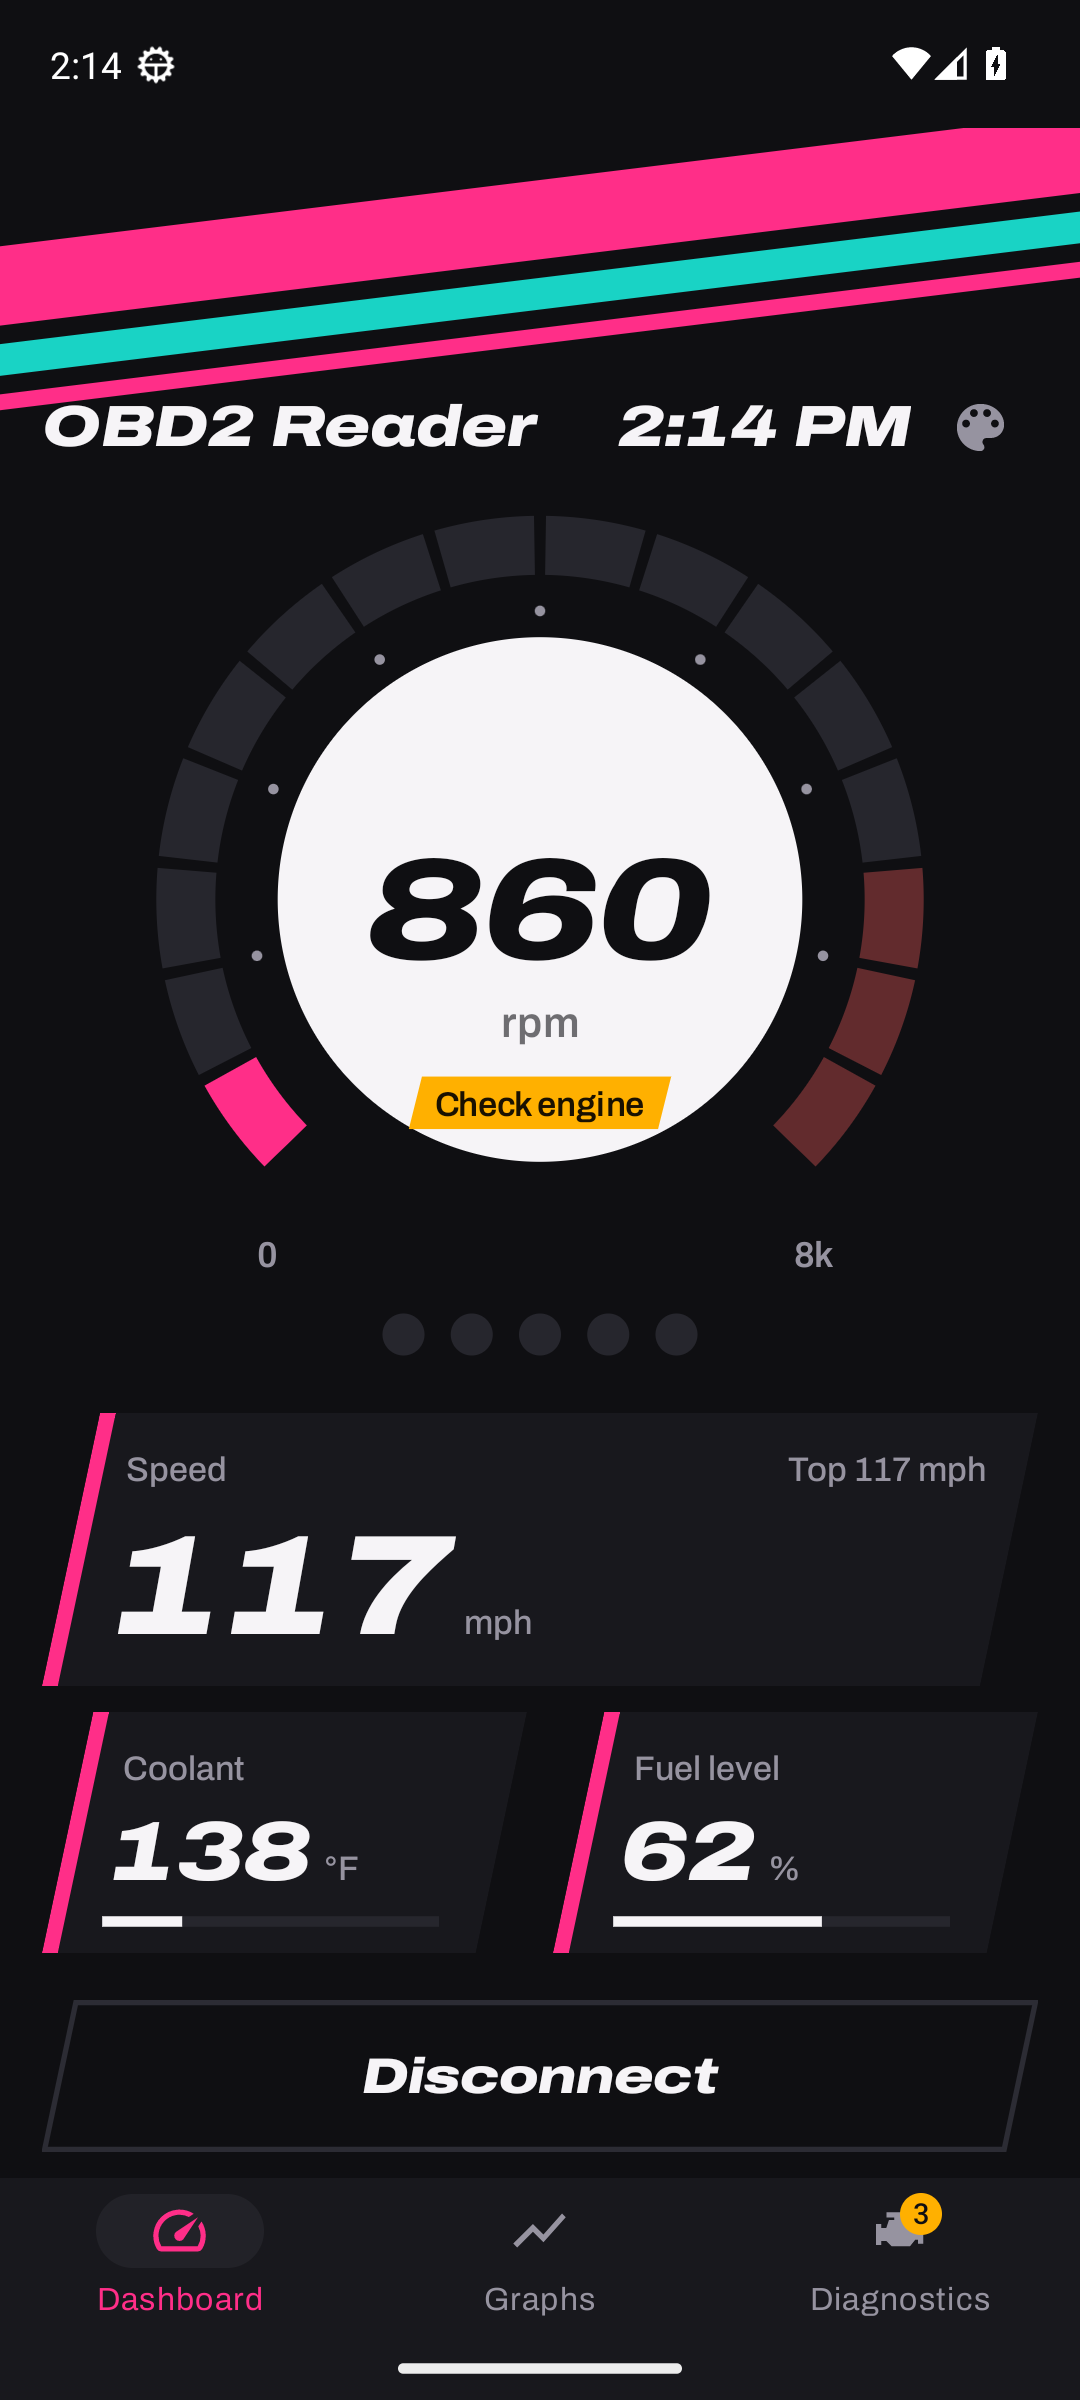 2:14
OBD2 Reader 2:14 PM
860
rpm
Check engine
0 8k
Speed Top 117 mph
117 mph
Coolant Fuel level
138 °F 62 %
Disconnect
3
Dashboard Graphs Diagnostics